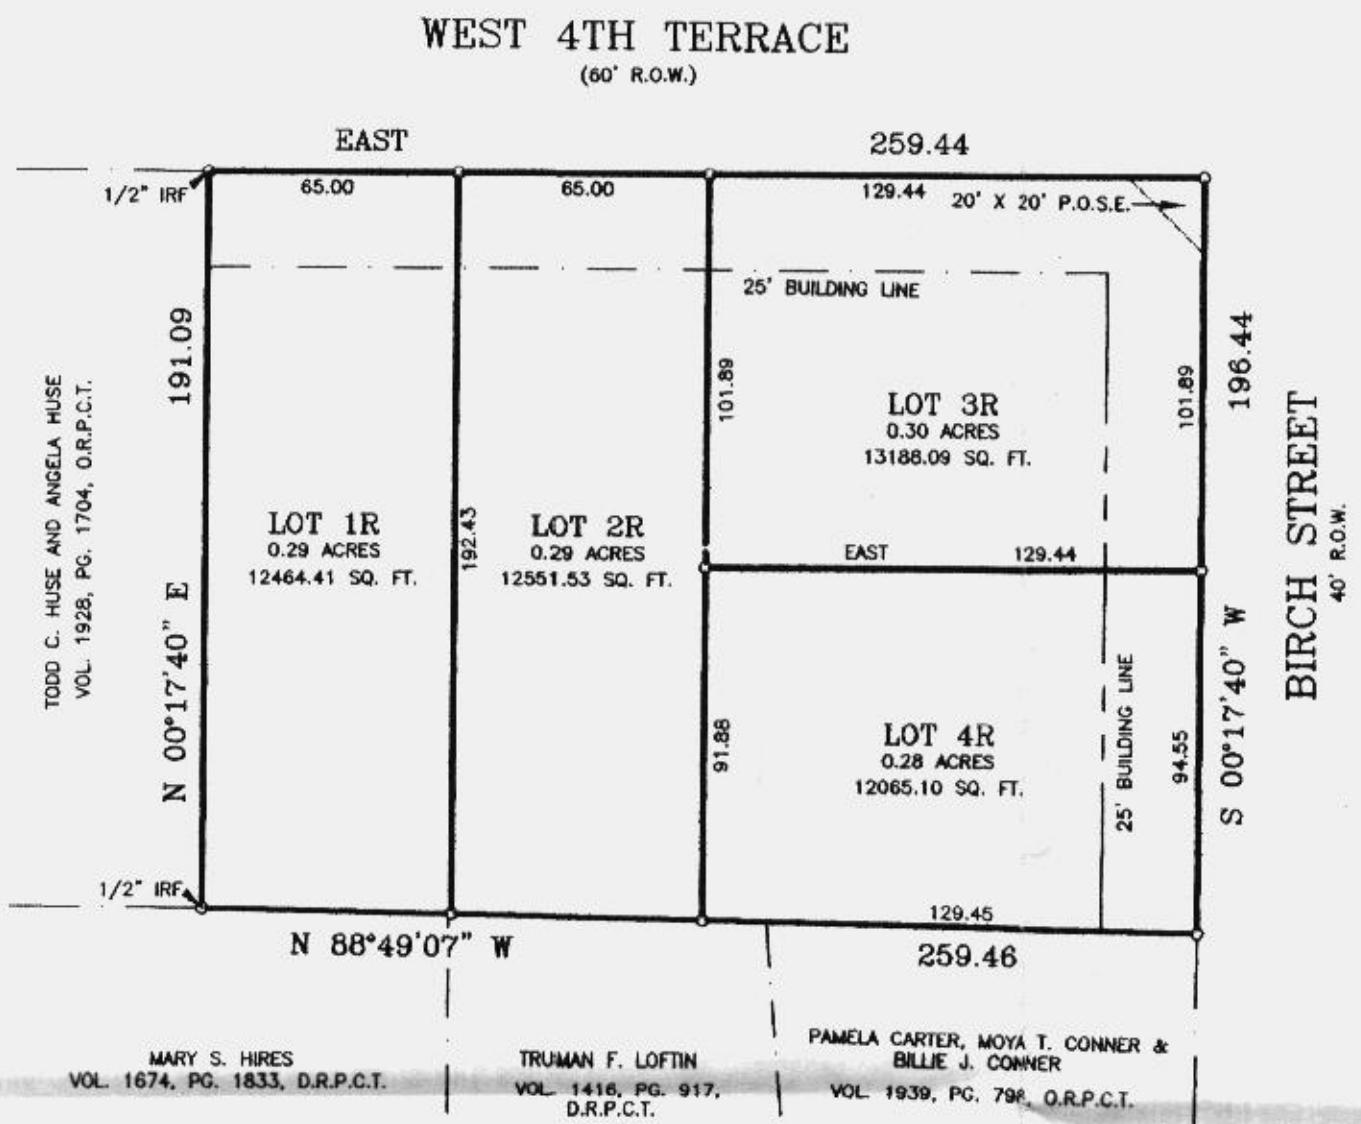 WEST 4TH TERRACE
(60' R.O.W.)
EAST
259.44
1/2" IRF
65.00
65.00
129.44
20' X 20' P.O.S.E.
25' BUILDING LINE
191.09
N 00°17'40" E
TODD C. HUSE AND ANGELA HUSE
VOL. 1928, PG. 1704, O.R.P.C.T.
LOT 1R
0.29 ACRES
12464.41 SQ. FT.
192.43
LOT 2R
0.29 ACRES
12551.53 SQ. FT.
101.89
LOT 3R
0.30 ACRES
13188.09 SQ. FT.
101.89
196.44
EAST
129.44
91.88
LOT 4R
0.28 ACRES
12065.10 SQ. FT.
25' BUILDING LINE
94.55
S 00°17'40" W
BIRCH STREET
40' R.O.W.
1/2" IRF
N 88°49'07" W
129.45
259.46
MARY S. HIRES
VOL. 1674, PG. 1833, D.R.P.C.T.
TRUMAN F. LOFTIN
VOL. 1416, PG. 917,
D.R.P.C.T.
PAMELA CARTER, MOYA T. CONNER &
BILLIE J. CONNER
VOL. 1939, PG. O.R.P.C.T.